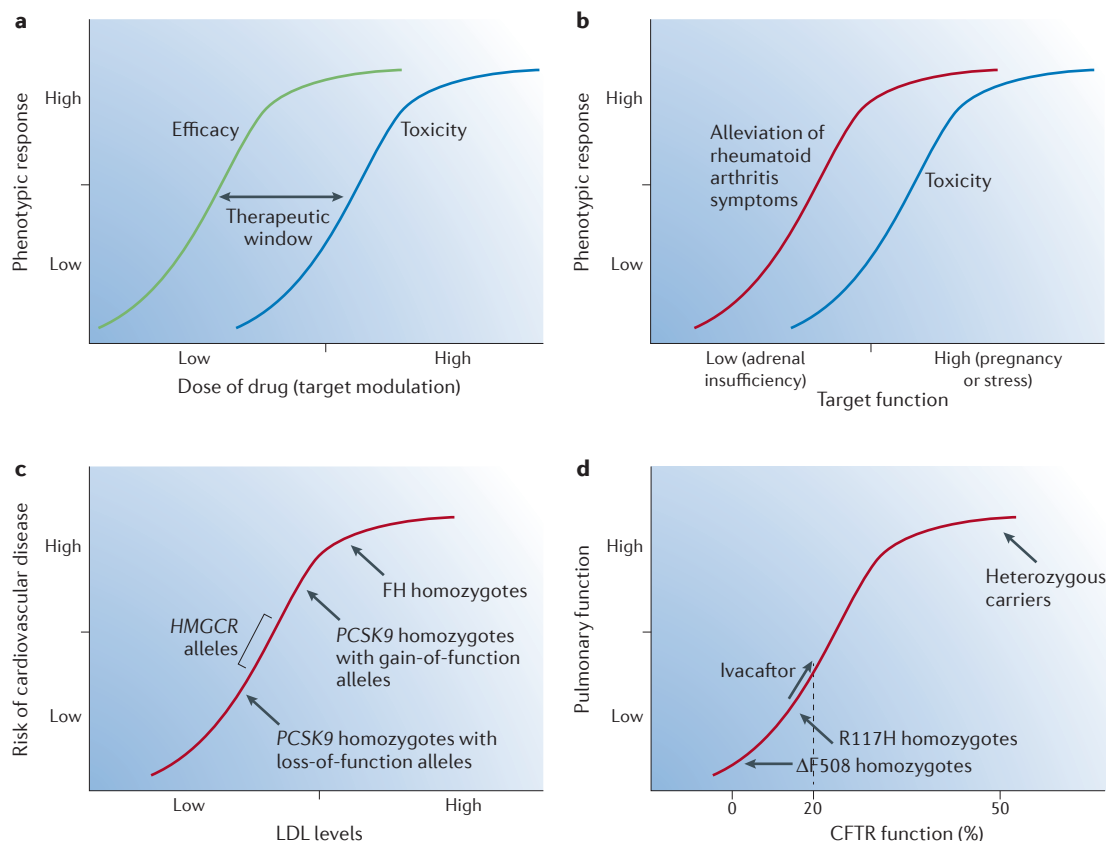 a
Phenotypic response
High
Low
Efficacy
Toxicity
Therapeutic
window
Low
High
Dose of drug (target modulation)
b
Phenotypic response
High
Low
Alleviation of
rheumatoid
arthritis
symptoms
Toxicity
Low (adrenal
insufficiency)
High (pregnancy
or stress)
Target function
c
Risk of cardiovascular disease
High
Low
FH homozygotes
HMGCR
alleles
PCSK9 homozygotes
with gain-of-function
alleles
PCSK9 homozygotes with
loss-of-function alleles
Low
High
LDL levels
d
Pulmonary function
High
Low
Heterozygous
carriers
Ivacaftor
R117H homozygotes
ΔF508 homozygotes
0
20
50
CFTR function (%)